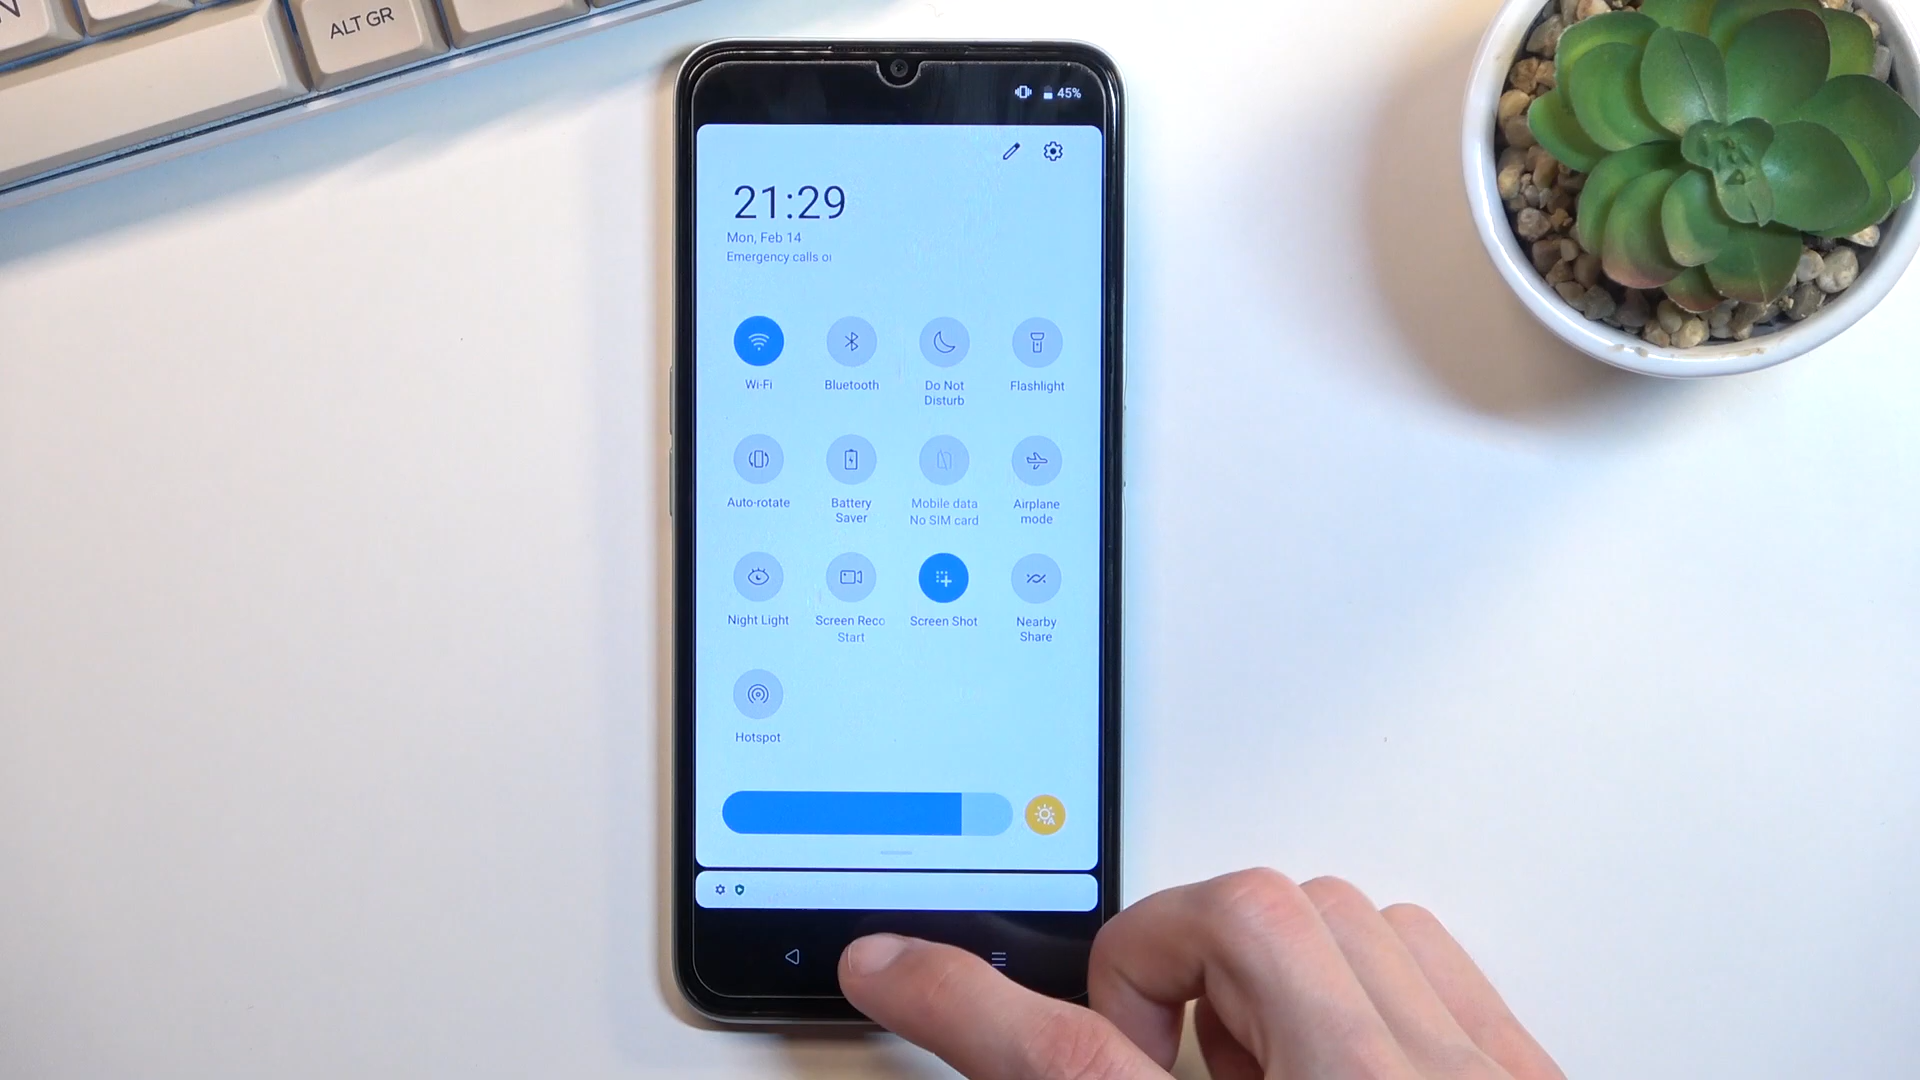 N
ALT GR
45%
21:29
Mon, Feb 14
Emergency calls or
Wi-Fi
Bluetooth
Do Not
Disturb
Flashlight
Auto-rotate
Battery
Saver
Mobile data
No SIM card
Airplane
mode
Night Light
Screen Reco
Start
Screen Shot
Nearby
Share
Hotspot